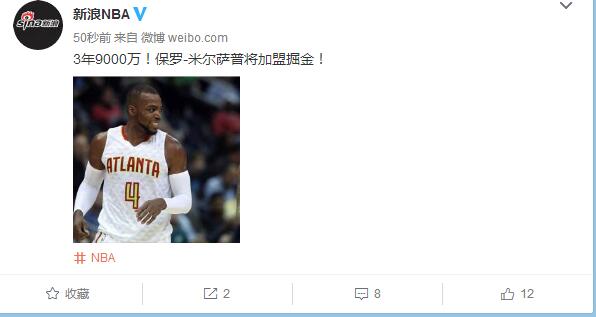 sina新浪
新浪NBA V
50秒前 来自 微博 weibo.com
3年9000万！保罗-米尔萨普将加盟掘金！
ATLANTA
4
# NBA
收藏 2 8 12